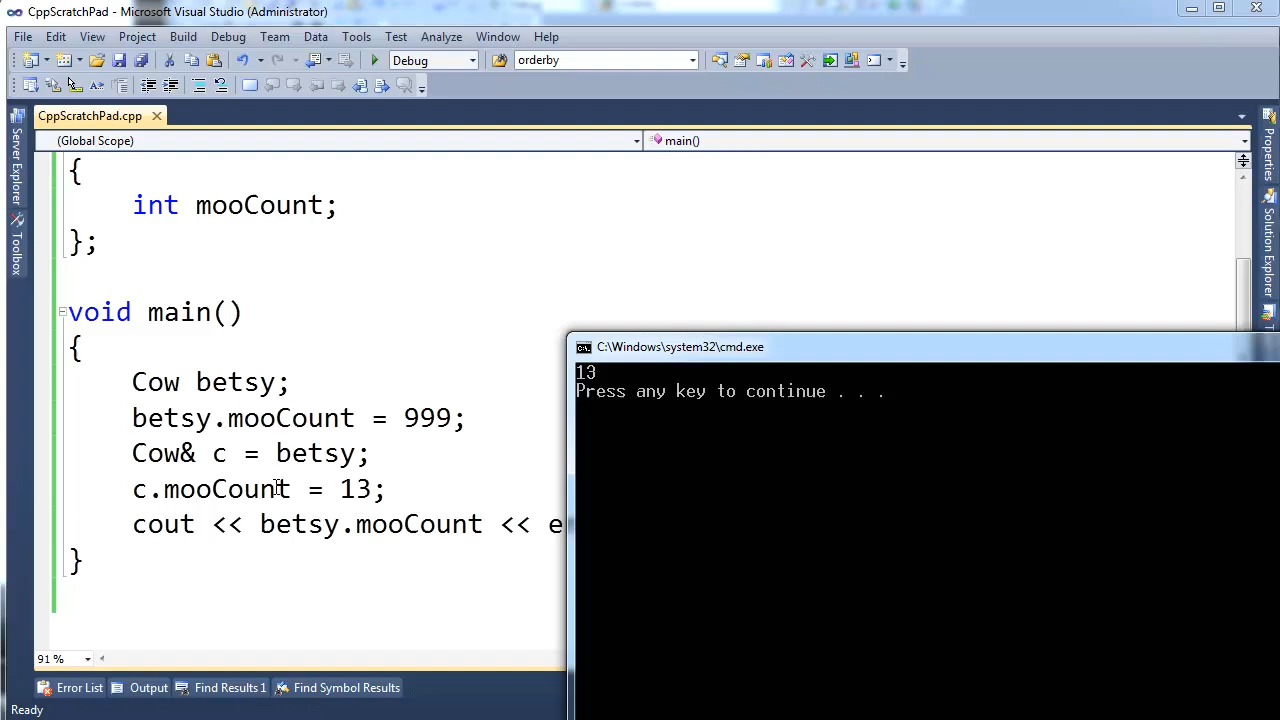 CppScratchPad - Microsoft Visual Studio (Administrator)
File Edit View Project Build Debug Team Data Tools Test Analyze Window Help
Debug orderby
CppScratchPad.cpp
(Global Scope) main()
{
int mooCount;
};
void main()
{
Cow betsy;
betsy.mooCount = 999;
Cow& c = betsy;
c.mooCount = 13;
cout << betsy.mooCount << e
}
C:\Windows\system32\cmd.exe
13
Press any key to continue . . .
91 %
Error List Output Find Results 1 Find Symbol Results
Ready
Server Explorer
Toolbox
Properties
Solution Explorer